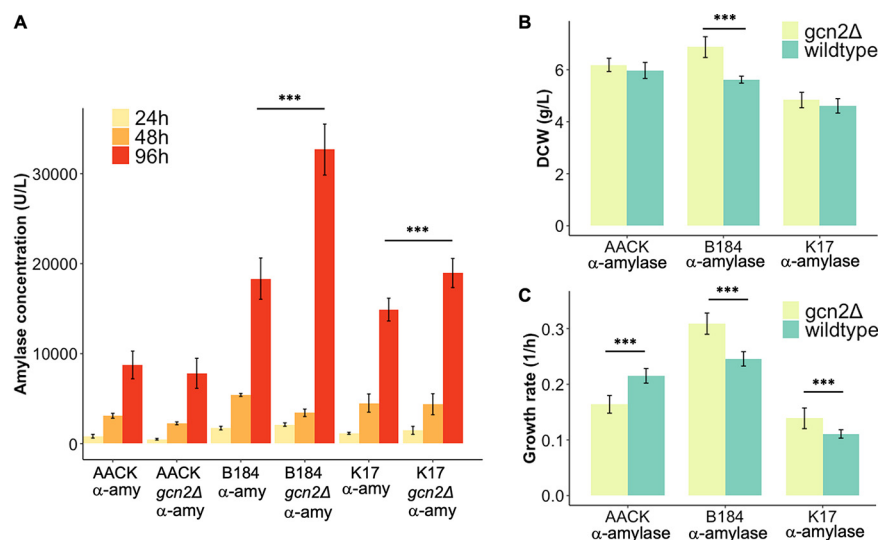 A
24h
48h
96h
***
***
Amylase concentration (U/L)
30000
20000
10000
0
AACK
α-amy
AACK
gcn2Δ
α-amy
B184
α-amy
B184
gcn2Δ
α-amy
K17
α-amy
K17
gcn2Δ
α-amy
B
gcn2Δ
wildtype
***
DCW (g/L)
6
4
2
0
AACK
α-amylase
B184
α-amylase
K17
α-amylase
C
gcn2Δ
wildtype
***
***
***
Growth rate (1/h)
0.3
0.2
0.1
0.0
AACK
α-amylase
B184
α-amylase
K17
α-amylase